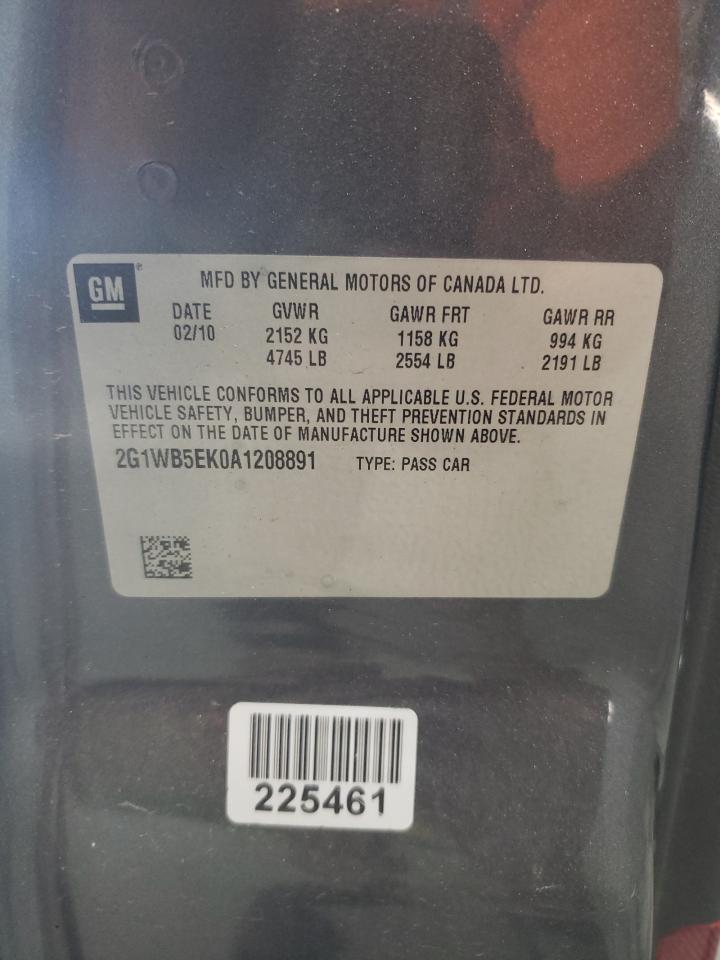 GM®
MFD BY GENERAL MOTORS OF CANADA LTD.
DATE GVWR GAWR FRT GAWR RR
02/10 2152 KG 1158 KG 994 KG
4745 LB 2554 LB 2191 LB
THIS VEHICLE CONFORMS TO ALL APPLICABLE U.S. FEDERAL MOTOR
VEHICLE SAFETY, BUMPER, AND THEFT PREVENTION STANDARDS IN
EFFECT ON THE DATE OF MANUFACTURE SHOWN ABOVE.
2G1WB5EK0A1208891 TYPE: PASS CAR
225461